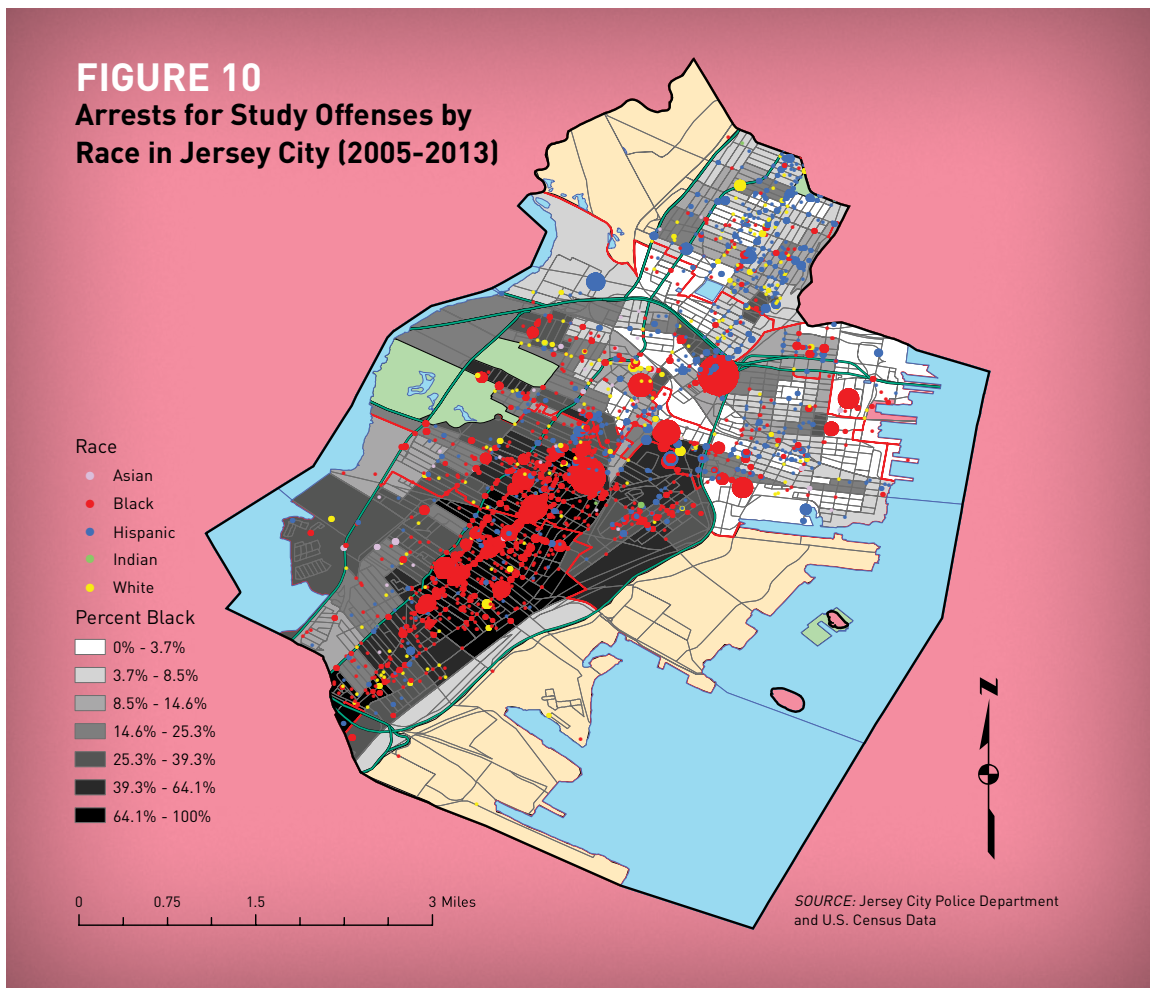 FIGURE 10
Arrests for Study Offenses by
Race in Jersey City (2005-2013)
Race
Asian
Black
Hispanic
Indian
White
Percent Black
0% - 3.7%
3.7% - 8.5%
8.5% - 14.6%
14.6% - 25.3%
25.3% - 39.3%
39.3% - 64.1%
64.1% - 100%
0 0.75 1.5 3 Miles
N
SOURCE: Jersey City Police Department
and U.S. Census Data